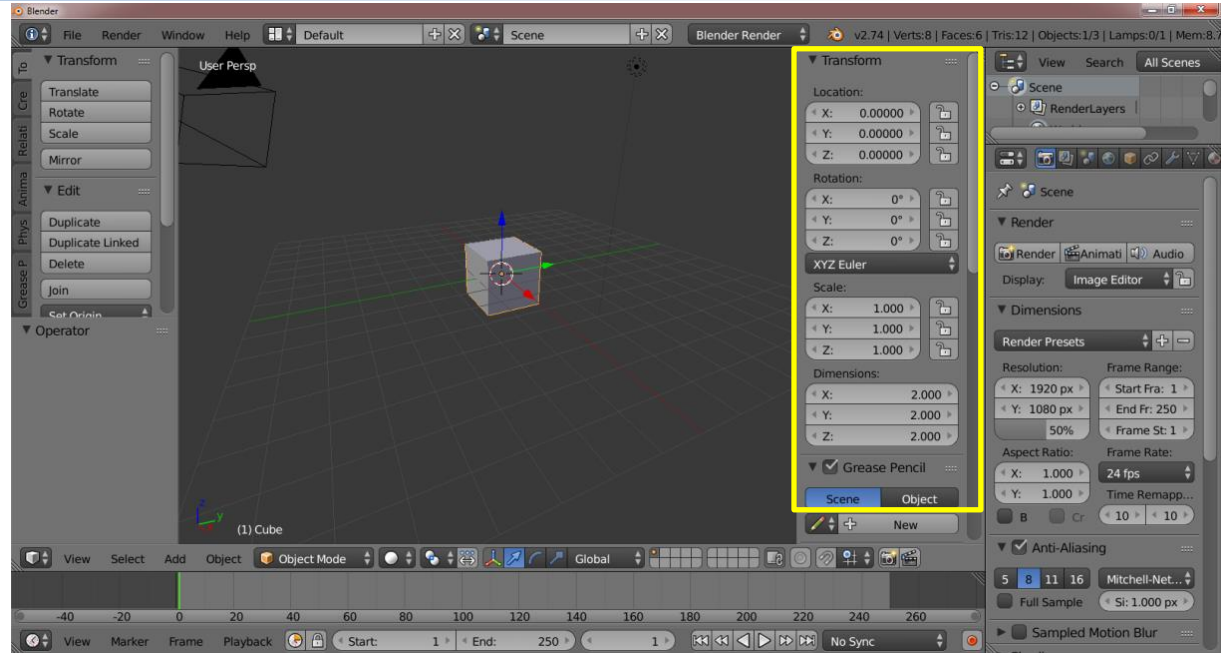 Blender
File Render Window Help Default Scene Blender Render v2.74 | Verts:8 | Faces:6 | Tris:12 | Objects:1/3 | Lamps:0/1 | Mem:8.7
To
Cre
Relati
Anima
Phys
Grease P
Transform
Translate
Rotate
Scale
Mirror
Edit
Duplicate
Duplicate Linked
Delete
Join
Set Origin
Operator
User Persp
z
y
(1) Cube
Transform
Location:
X: 0.00000
Y: 0.00000
Z: 0.00000
Rotation:
X: 0°
Y: 0°
Z: 0°
XYZ Euler
Scale:
X: 1.000
Y: 1.000
Z: 1.000
Dimensions:
X: 2.000
Y: 2.000
Z: 2.000
Grease Pencil
Scene Object
New
View Search All Scenes
Scene
RenderLayers
Scene
Render
Render Animati Audio
Display: Image Editor
Dimensions
Render Presets
Resolution: Frame Range:
X: 1920 px Start Fra: 1
Y: 1080 px End Fr: 250
50% Frame St: 1
Aspect Ratio: Frame Rate:
X: 1.000 24 fps
Y: 1.000 Time Remapp...
B Cr 10 10
Anti-Aliasing
5 8 11 16 Mitchell-Net...
Full Sample Si: 1.000 px
Sampled Motion Blur
View Select Add Object Object Mode Global
-40 -20 0 20 40 60 80 100 120 140 160 180 200 220 240 260
View Marker Frame Playback Start: 1 End: 250 1 No Sync